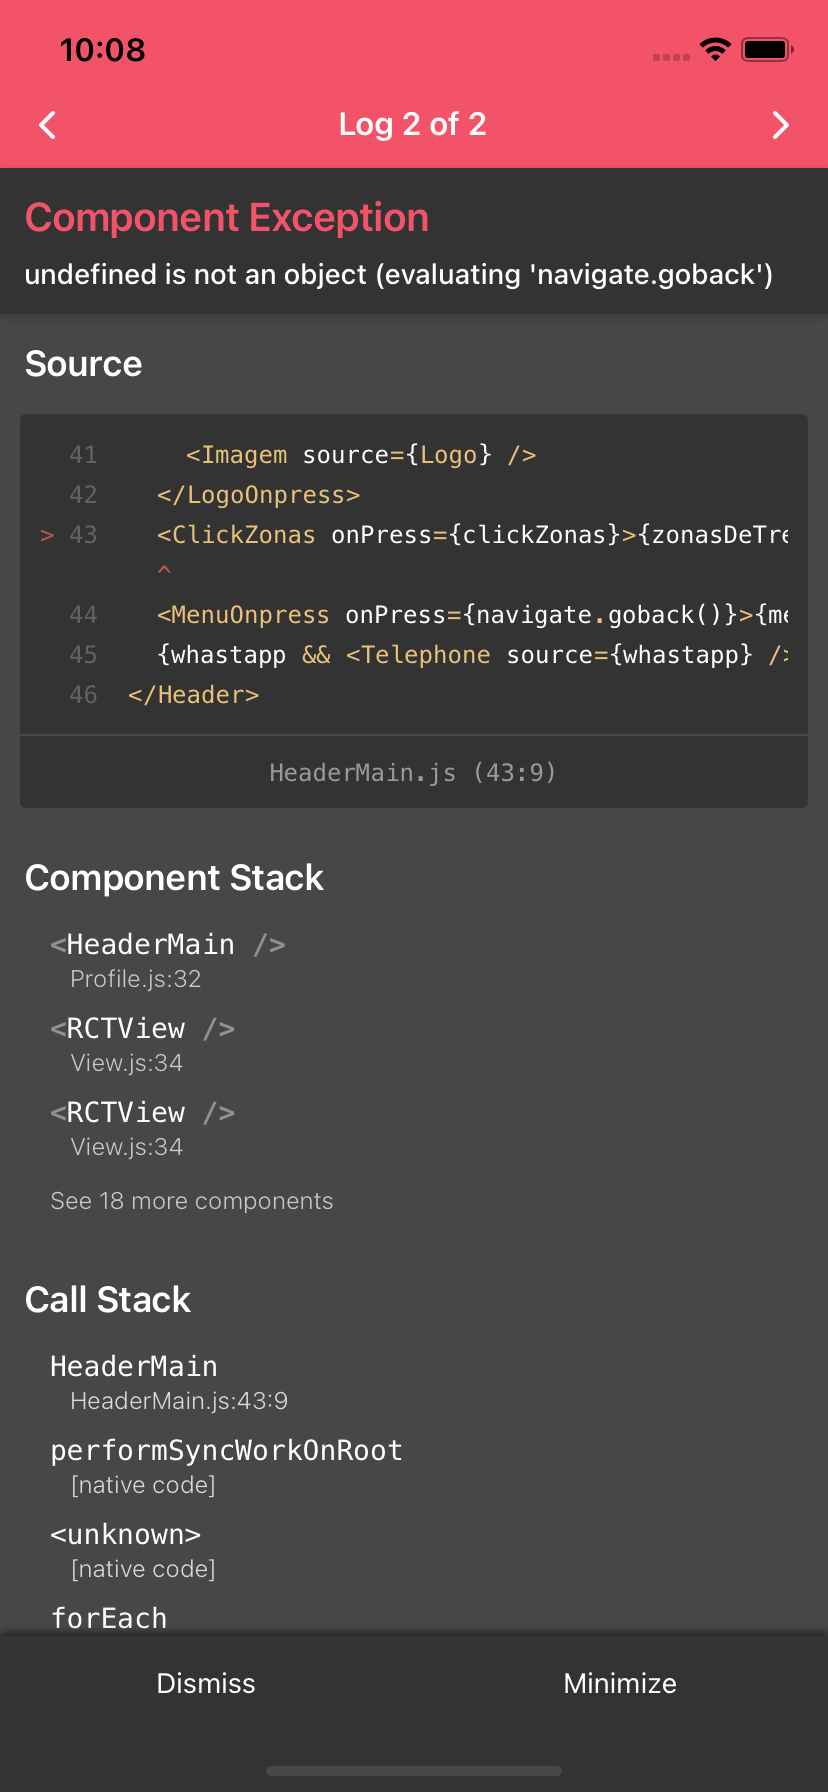 10:08
Log 2 of 2
Component Exception
undefined is not an object (evaluating 'navigate.goback')
Source
41 <Imagem source={Logo} />
42 </LogoOnpress>
> 43 <ClickZonas onPress={clickZonas}>{zonasDeTre
^
44 <MenuOnpress onPress={navigate.goback()}>{me
45 {whastapp && <Telephone source={whastapp} />
46 </Header>
HeaderMain.js (43:9)
Component Stack
<HeaderMain />
Profile.js:32
<RCTView />
View.js:34
<RCTView />
View.js:34
See 18 more components
Call Stack
HeaderMain
HeaderMain.js:43:9
performSyncWorkOnRoot
[native code]
<unknown>
[native code]
forEach
Dismiss Minimize